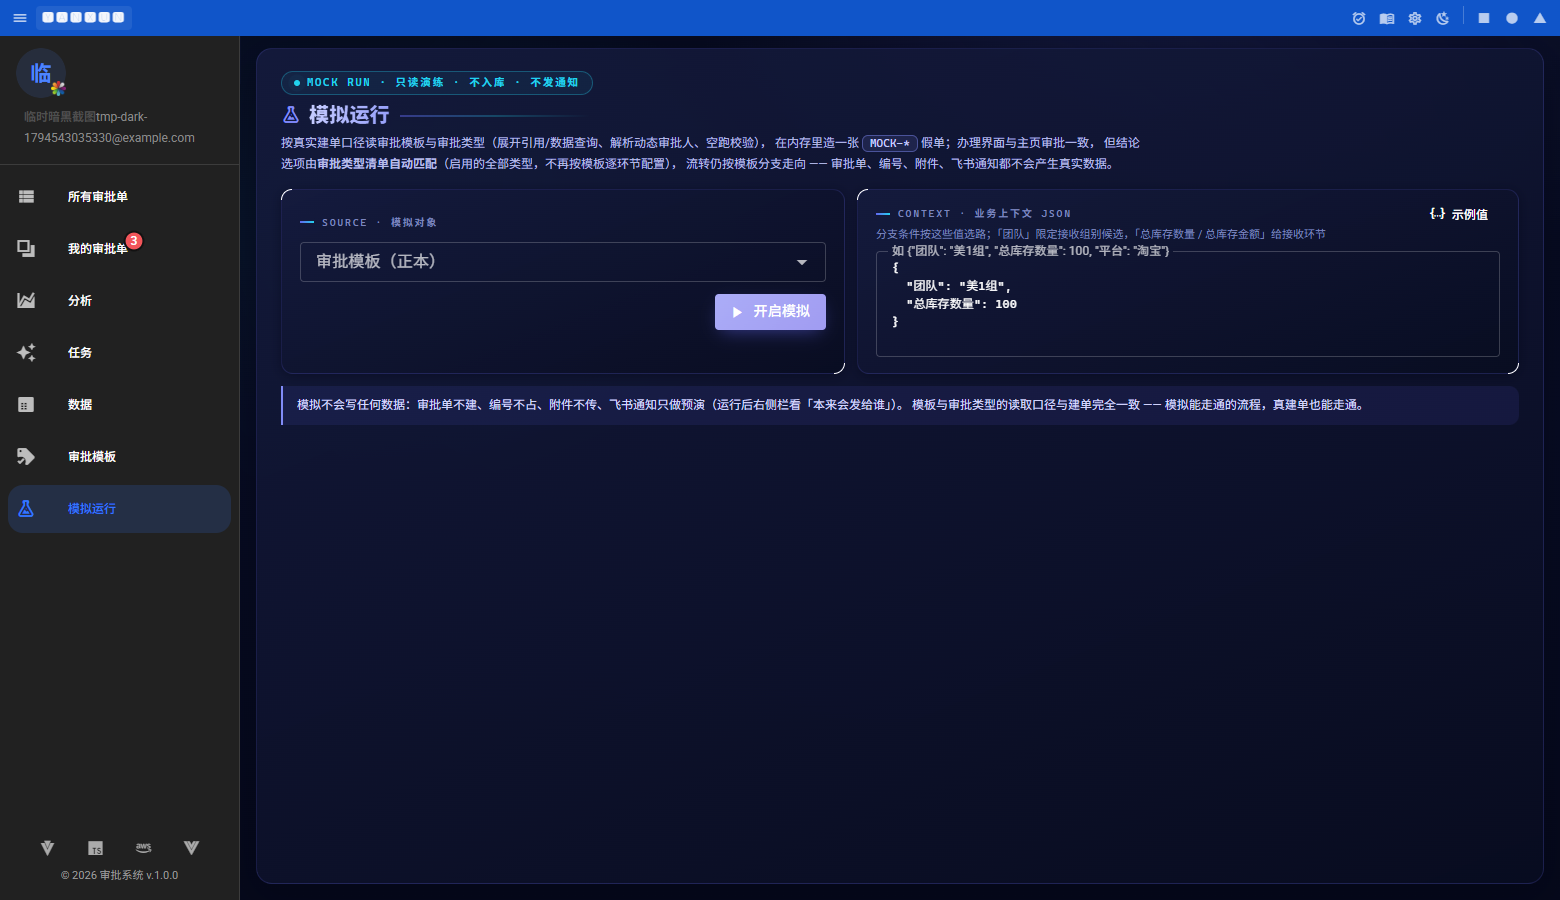 临
临时暗黑截图tmp-dark-
1794543035330@example.com
所有审批单
我的审批单
3
分析
任务
数据
审批模板
模拟运行
TS
aws
© 2026 审批系统 v.1.0.0
MOCK RUN · 只读演练 · 不入库 · 不发通知
模拟运行
按真实建单口径读审批模板与审批类型（展开引用/数据查询、解析动态审批人、空跑校验）， 在内存里造一张 MOCK-* 假单；办理界面与主页审批一致， 但结论
选项由审批类型清单自动匹配（启用的全部类型，不再按模板逐环节配置）， 流转仍按模板分支走向 —— 审批单、编号、附件、飞书通知都不会产生真实数据。
SOURCE · 模拟对象
审批模板（正本）
开启模拟
CONTEXT · 业务上下文 JSON
{..} 示例值
分支条件按这些值选路；「团队」限定接收组别候选，「总库存数量 / 总库存金额」给接收环节
如 {"团队": "美1组", "总库存数量": 100, "平台": "淘宝"}
{
"团队": "美1组",
"总库存数量": 100
}
模拟不会写任何数据：审批单不建、编号不占、附件不传、飞书通知只做预演（运行后右侧栏看「本来会发给谁」）。 模板与审批类型的读取口径与建单完全一致 —— 模拟能走通的流程，真建单也能走通。